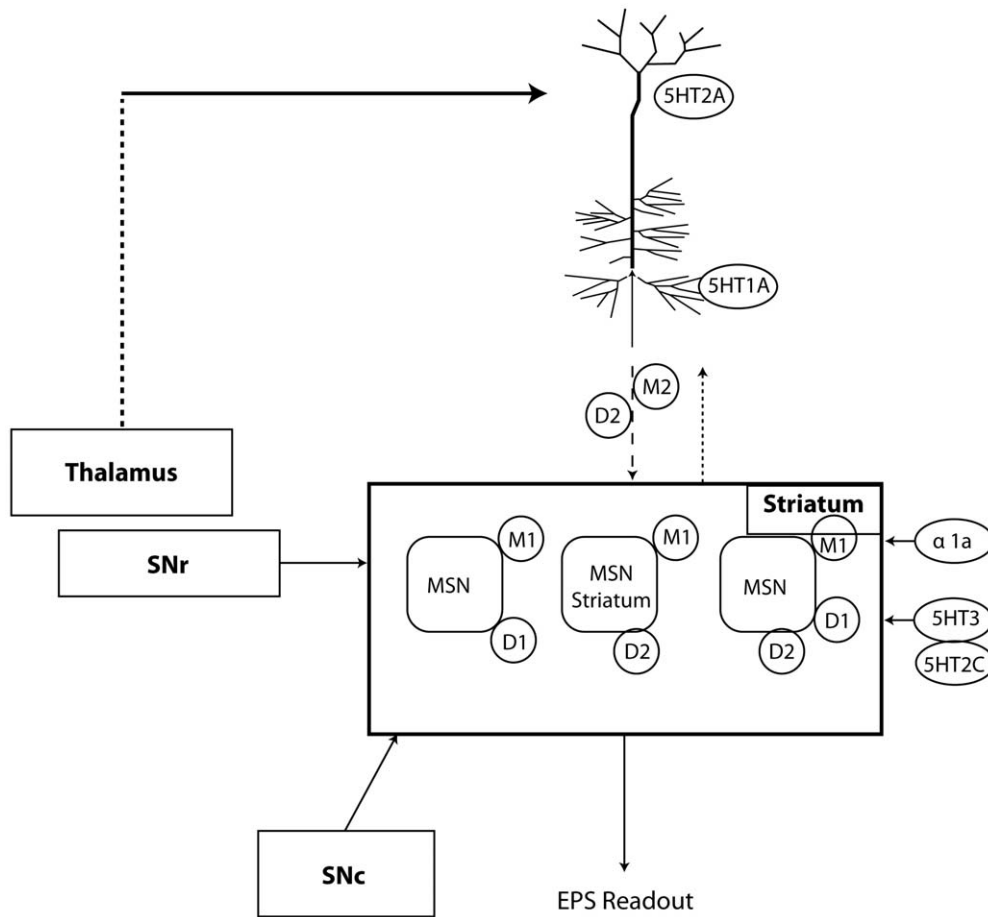 5HT2A
5HT1A
M2
D2
Thalamus
Striatum
SNr
M1
M1
M1
α 1a
MSN
MSN
Striatum
MSN
D1
5HT3
D1
D2
D2
5HT2C
SNc
EPS Readout